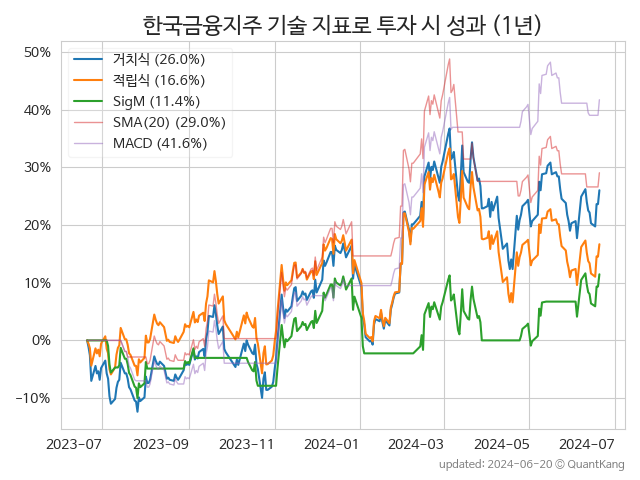 한국금융지주 기술 지표로 투자 시 성과 (1년)
거치식 (26.0%)
적립식 (16.6%)
SigM (11.4%)
SMA(20) (29.0%)
MACD (41.6%)
50%
40%
30%
20%
10%
0%
−10%
2023-07 2023-09 2023-11 2024-01 2024-03 2024-05 2024-07
updated: 2024-06-20 © QuantKang